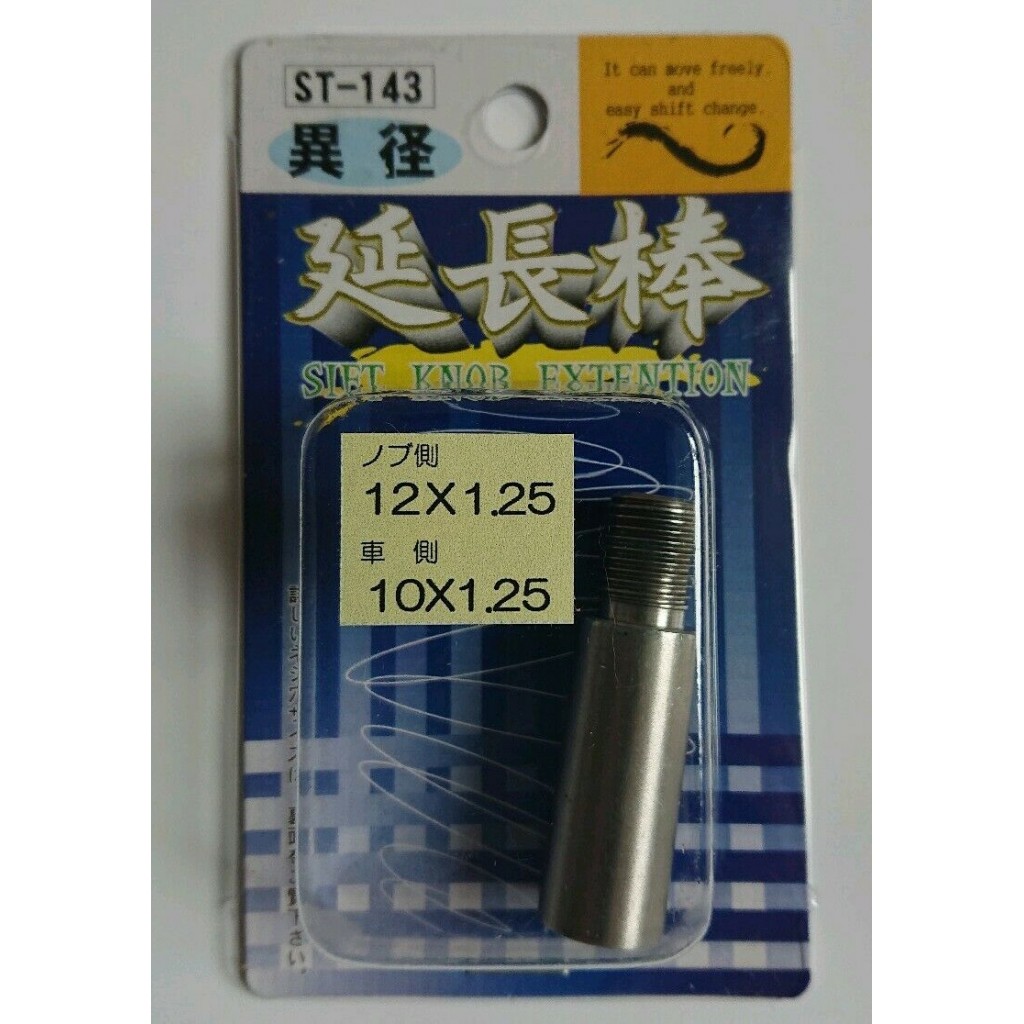 ST-143
異径
It can move freely.
and
easy shift change.
延長棒
SIFT KNOB EXTENTION
ノブ側
12X1.25
車 側
10X1.25